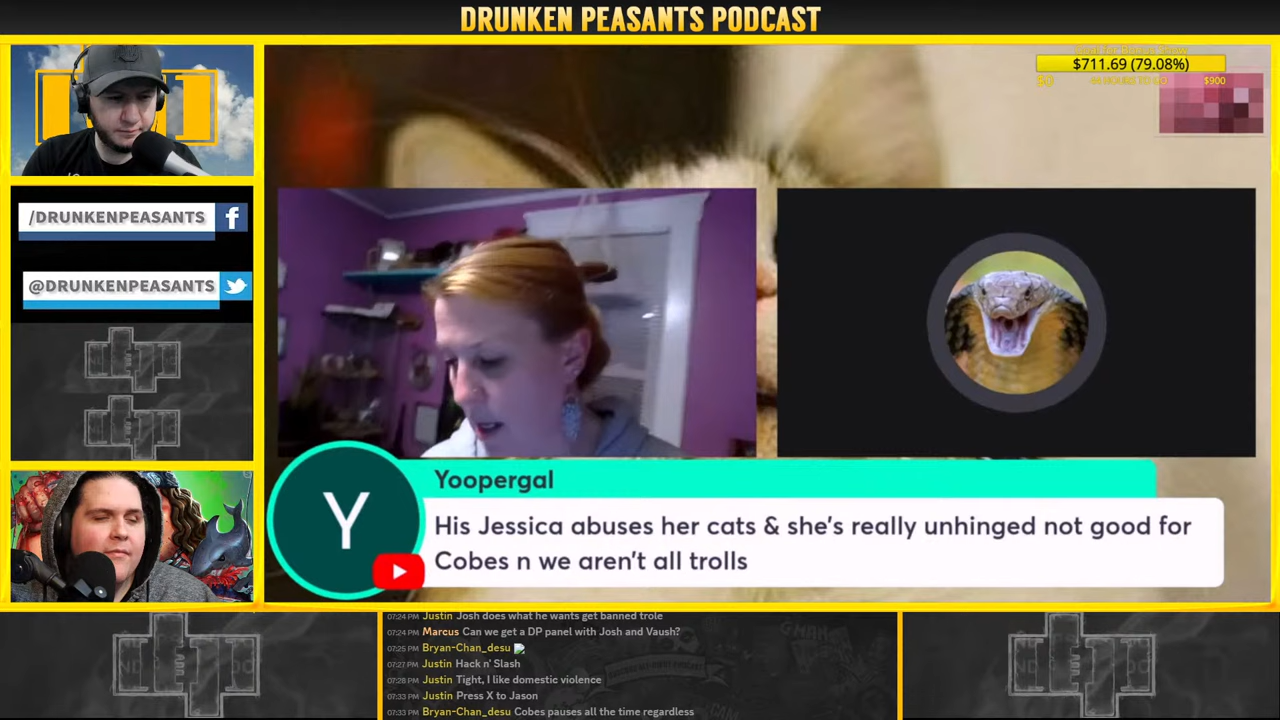 DRUNKEN PEASANTS PODCAST
$711.69 (79.08%)
$0
$900
/DRUNKENPEASANTS
@DRUNKENPEASANTS
Y
Yoopergal
His Jessica abuses her cats & she's really unhinged not good for
Cobes n we aren't all trolls
07:24 PM Justin Josh does what he wants get banned trole
07:24 PM Marcus Can we get a DP panel with Josh and Vaush?
07:25 PM Bryan-Chan_desu
07:27 PM Justin Hack n' Slash
07:28 PM Justin Tight, I like domestic violence
07:33 PM Justin Press X to Jason
07:33 PM Bryan-Chan_desu Cobes pauses all the time regardless